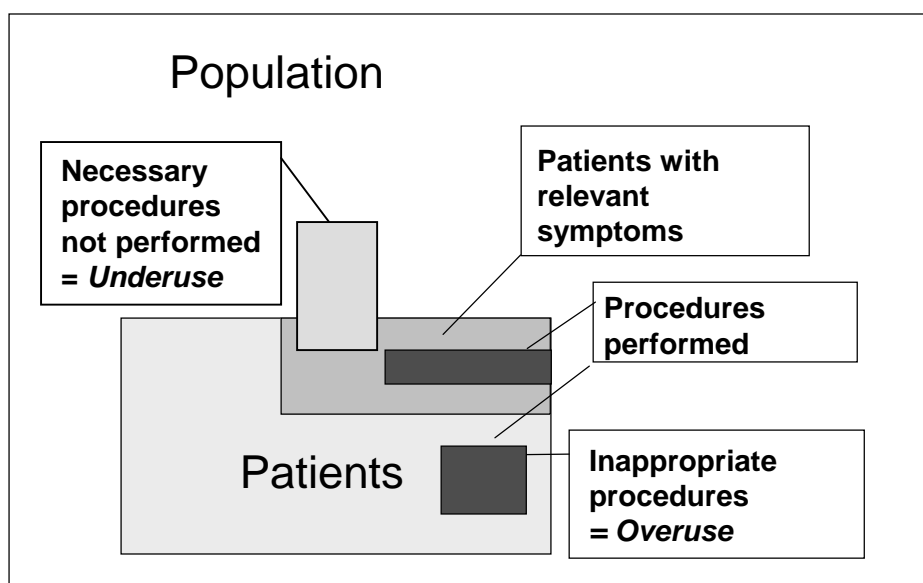 Population
Necessary
procedures
not performed
= Underuse
Patients with
relevant
symptoms
Procedures
performed
Patients
Inappropriate
procedures
= Overuse